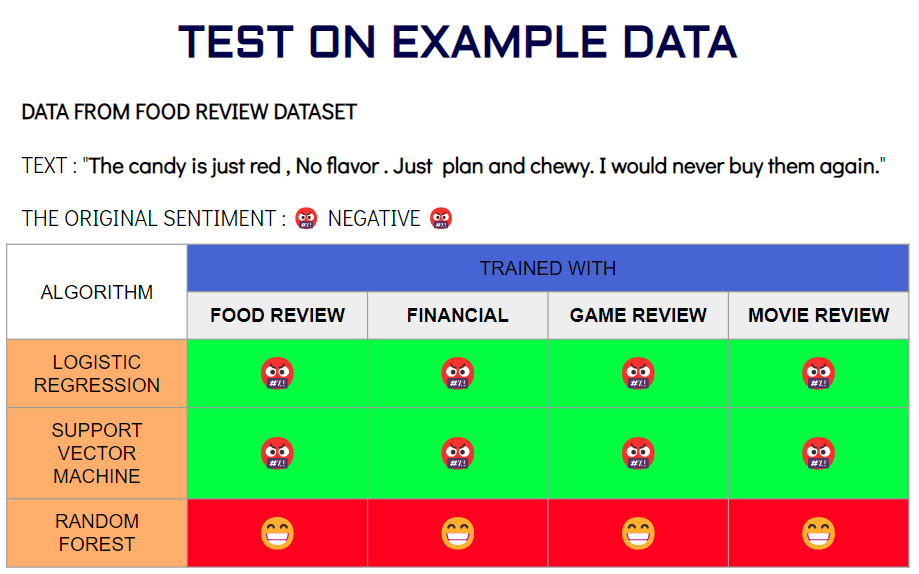 TEST ON EXAMPLE DATA
DATA FROM FOOD REVIEW DATASET
TEXT : "The candy is just red , No flavor . Just  plan and chewy. I would never buy them again."
THE ORIGINAL SENTIMENT : 🤬 NEGATIVE 🤬
ALGORITHM
TRAINED WITH
FOOD REVIEW
FINANCIAL
GAME REVIEW
MOVIE REVIEW
LOGISTIC
REGRESSION
SUPPORT
VECTOR
MACHINE
RANDOM
FOREST